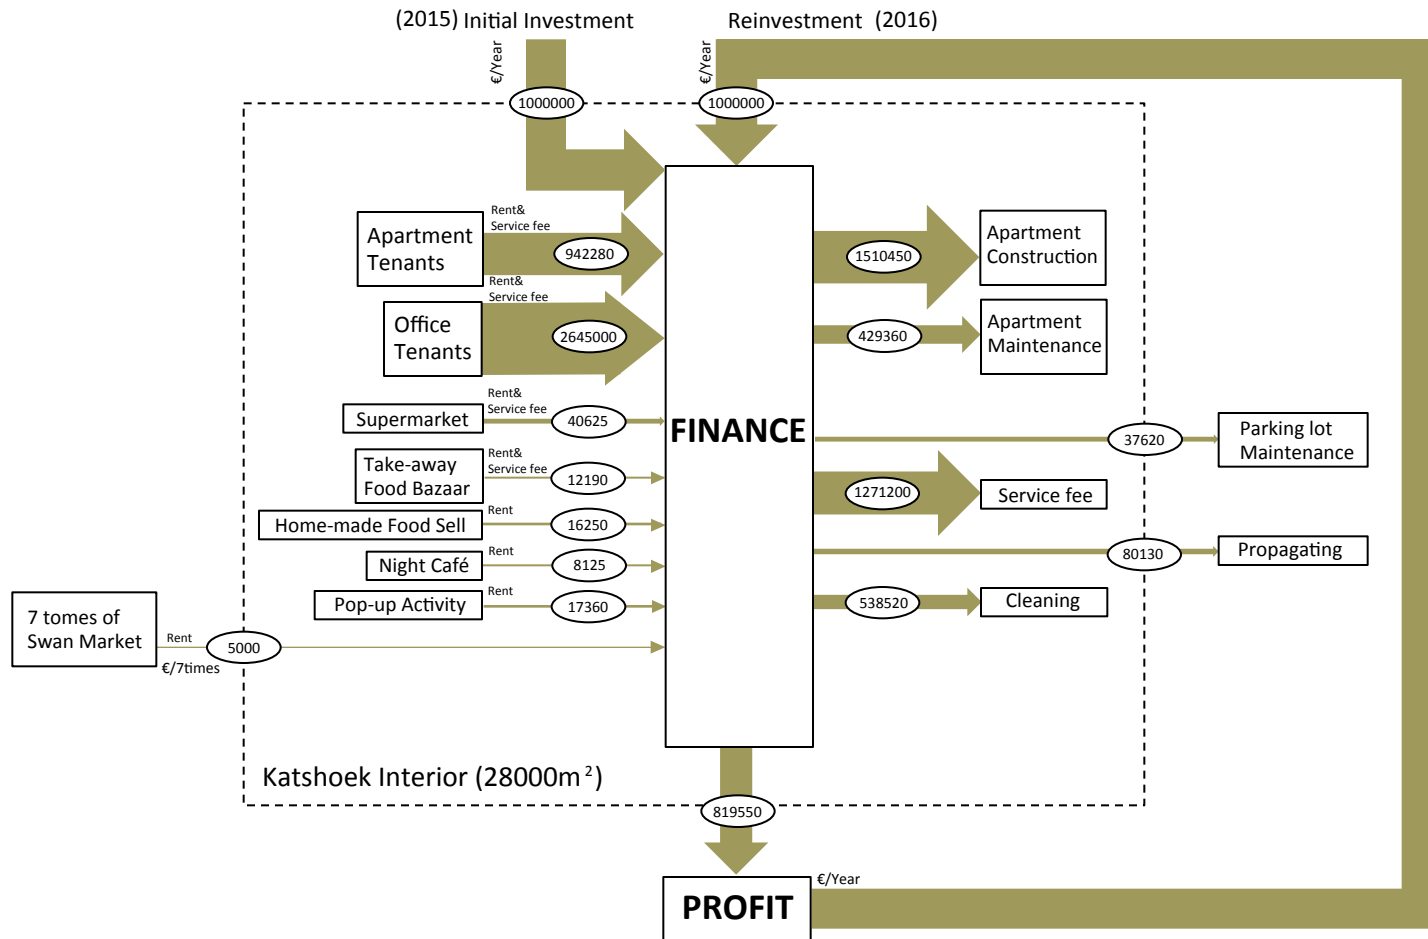 (2015) Initial Investment
Reinvestment (2016)
€/Year
€/Year
1000000
1000000
Rent&
Service fee
Apartment
Tenants
942280
Rent&
Service fee
Office
Tenants
2645000
Rent&
Service fee
Supermarket
40625
Rent&
Service fee
Take-away
Food Bazaar
12190
Home-made Food Sell
Rent
16250
Night Café
Rent
8125
Pop-up Activity
Rent
17360
7 tomes of
Swan Market
Rent
€/7times
5000
FINANCE
1510450
Apartment
Construction
429360
Apartment
Maintenance
37620
Parking lot
Maintenance
1271200
Service fee
80130
Propagating
538520
Cleaning
Katshoek Interior (28000m²)
819550
€/Year
PROFIT